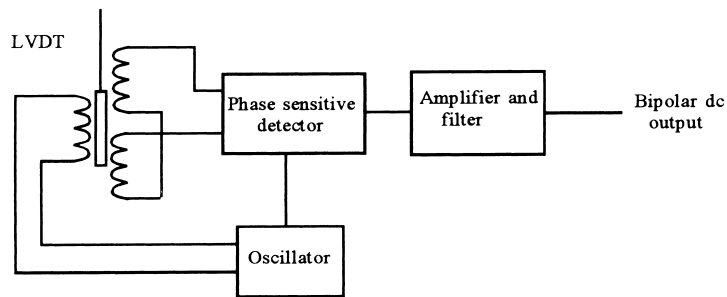 LVDT
Phase sensitive
detector
Amplifier and
filter
Bipolar dc
output
Oscillator